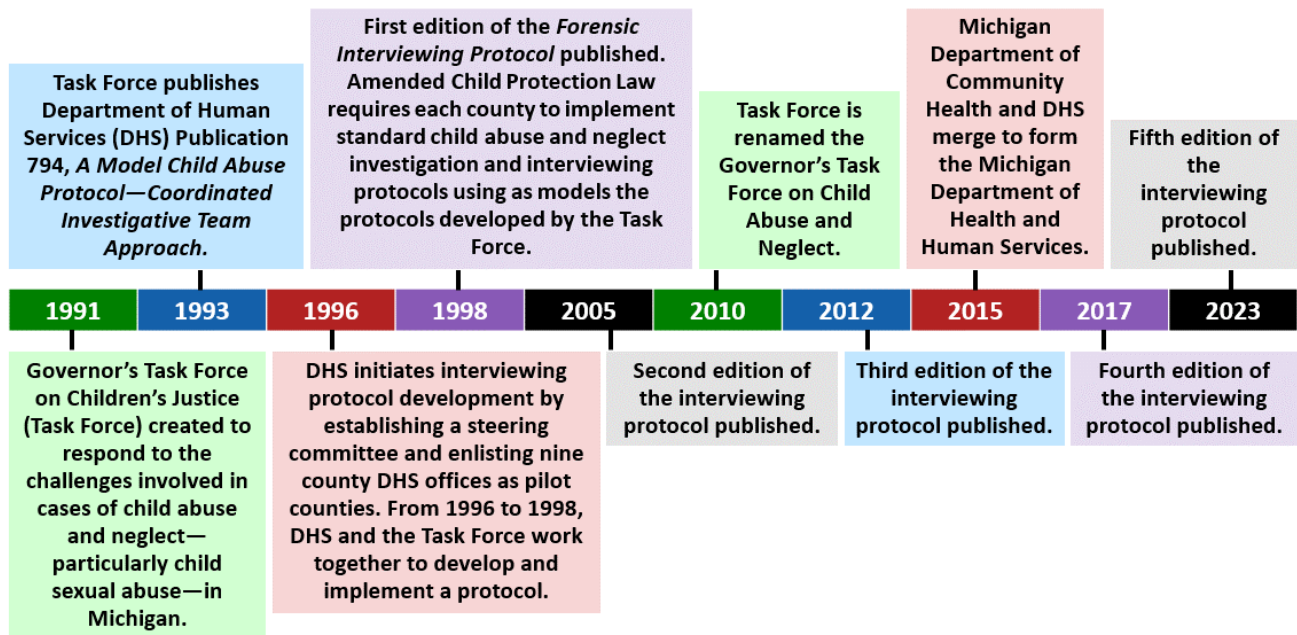 Task Force publishes
Department of Human
Services (DHS) Publication
794, A Model Child Abuse
Protocol—Coordinated
Investigative Team
Approach.
First edition of the Forensic
Interviewing Protocol published.
Amended Child Protection Law
requires each county to implement
standard child abuse and neglect
investigation and interviewing
protocols using as models the
protocols developed by the Task
Force.
Task Force is
renamed the
Governor's Task
Force on Child
Abuse and
Neglect.
Michigan
Department of
Community
Health and DHS
merge to form
the Michigan
Department of
Health and
Human Services.
Fifth edition of
the
interviewing
protocol
published.
1991 1993 1996 1998 2005 2010 2012 2015 2017 2023
Governor's Task Force
on Children's Justice
(Task Force) created to
respond to the
challenges involved in
cases of child abuse
and neglect—
particularly child
sexual abuse—in
Michigan.
DHS initiates interviewing
protocol development by
establishing a steering
committee and enlisting nine
county DHS offices as pilot
counties. From 1996 to 1998,
DHS and the Task Force work
together to develop and
implement a protocol.
Second edition of
the interviewing
protocol published.
Third edition of the
interviewing
protocol published.
Fourth edition of
the interviewing
protocol published.